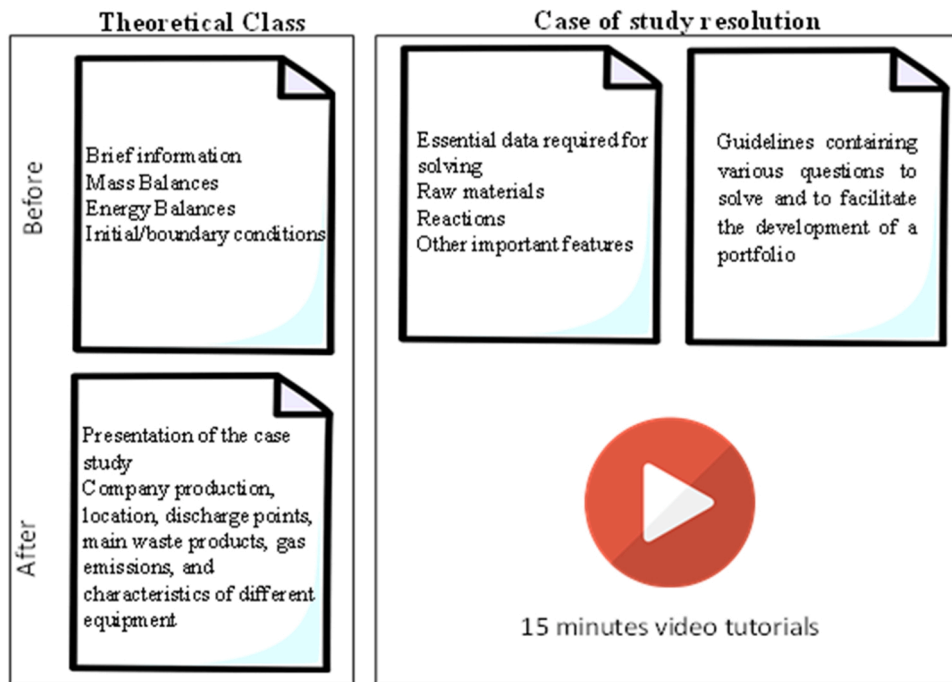 Theoretical Class
Before
Brief information
Mass Balances
Energy Balances
Initial/boundary conditions
After
Presentation of the case
study
Company production,
location, discharge points,
main waste products, gas
emissions, and
characteristics of different
equipment
Case of study resolution
Essential data required for
solving
Raw materials
Reactions
Other important features
Guidelines containing
various questions to
solve and to facilitate
the development of a
portfolio
15 minutes video tutorials